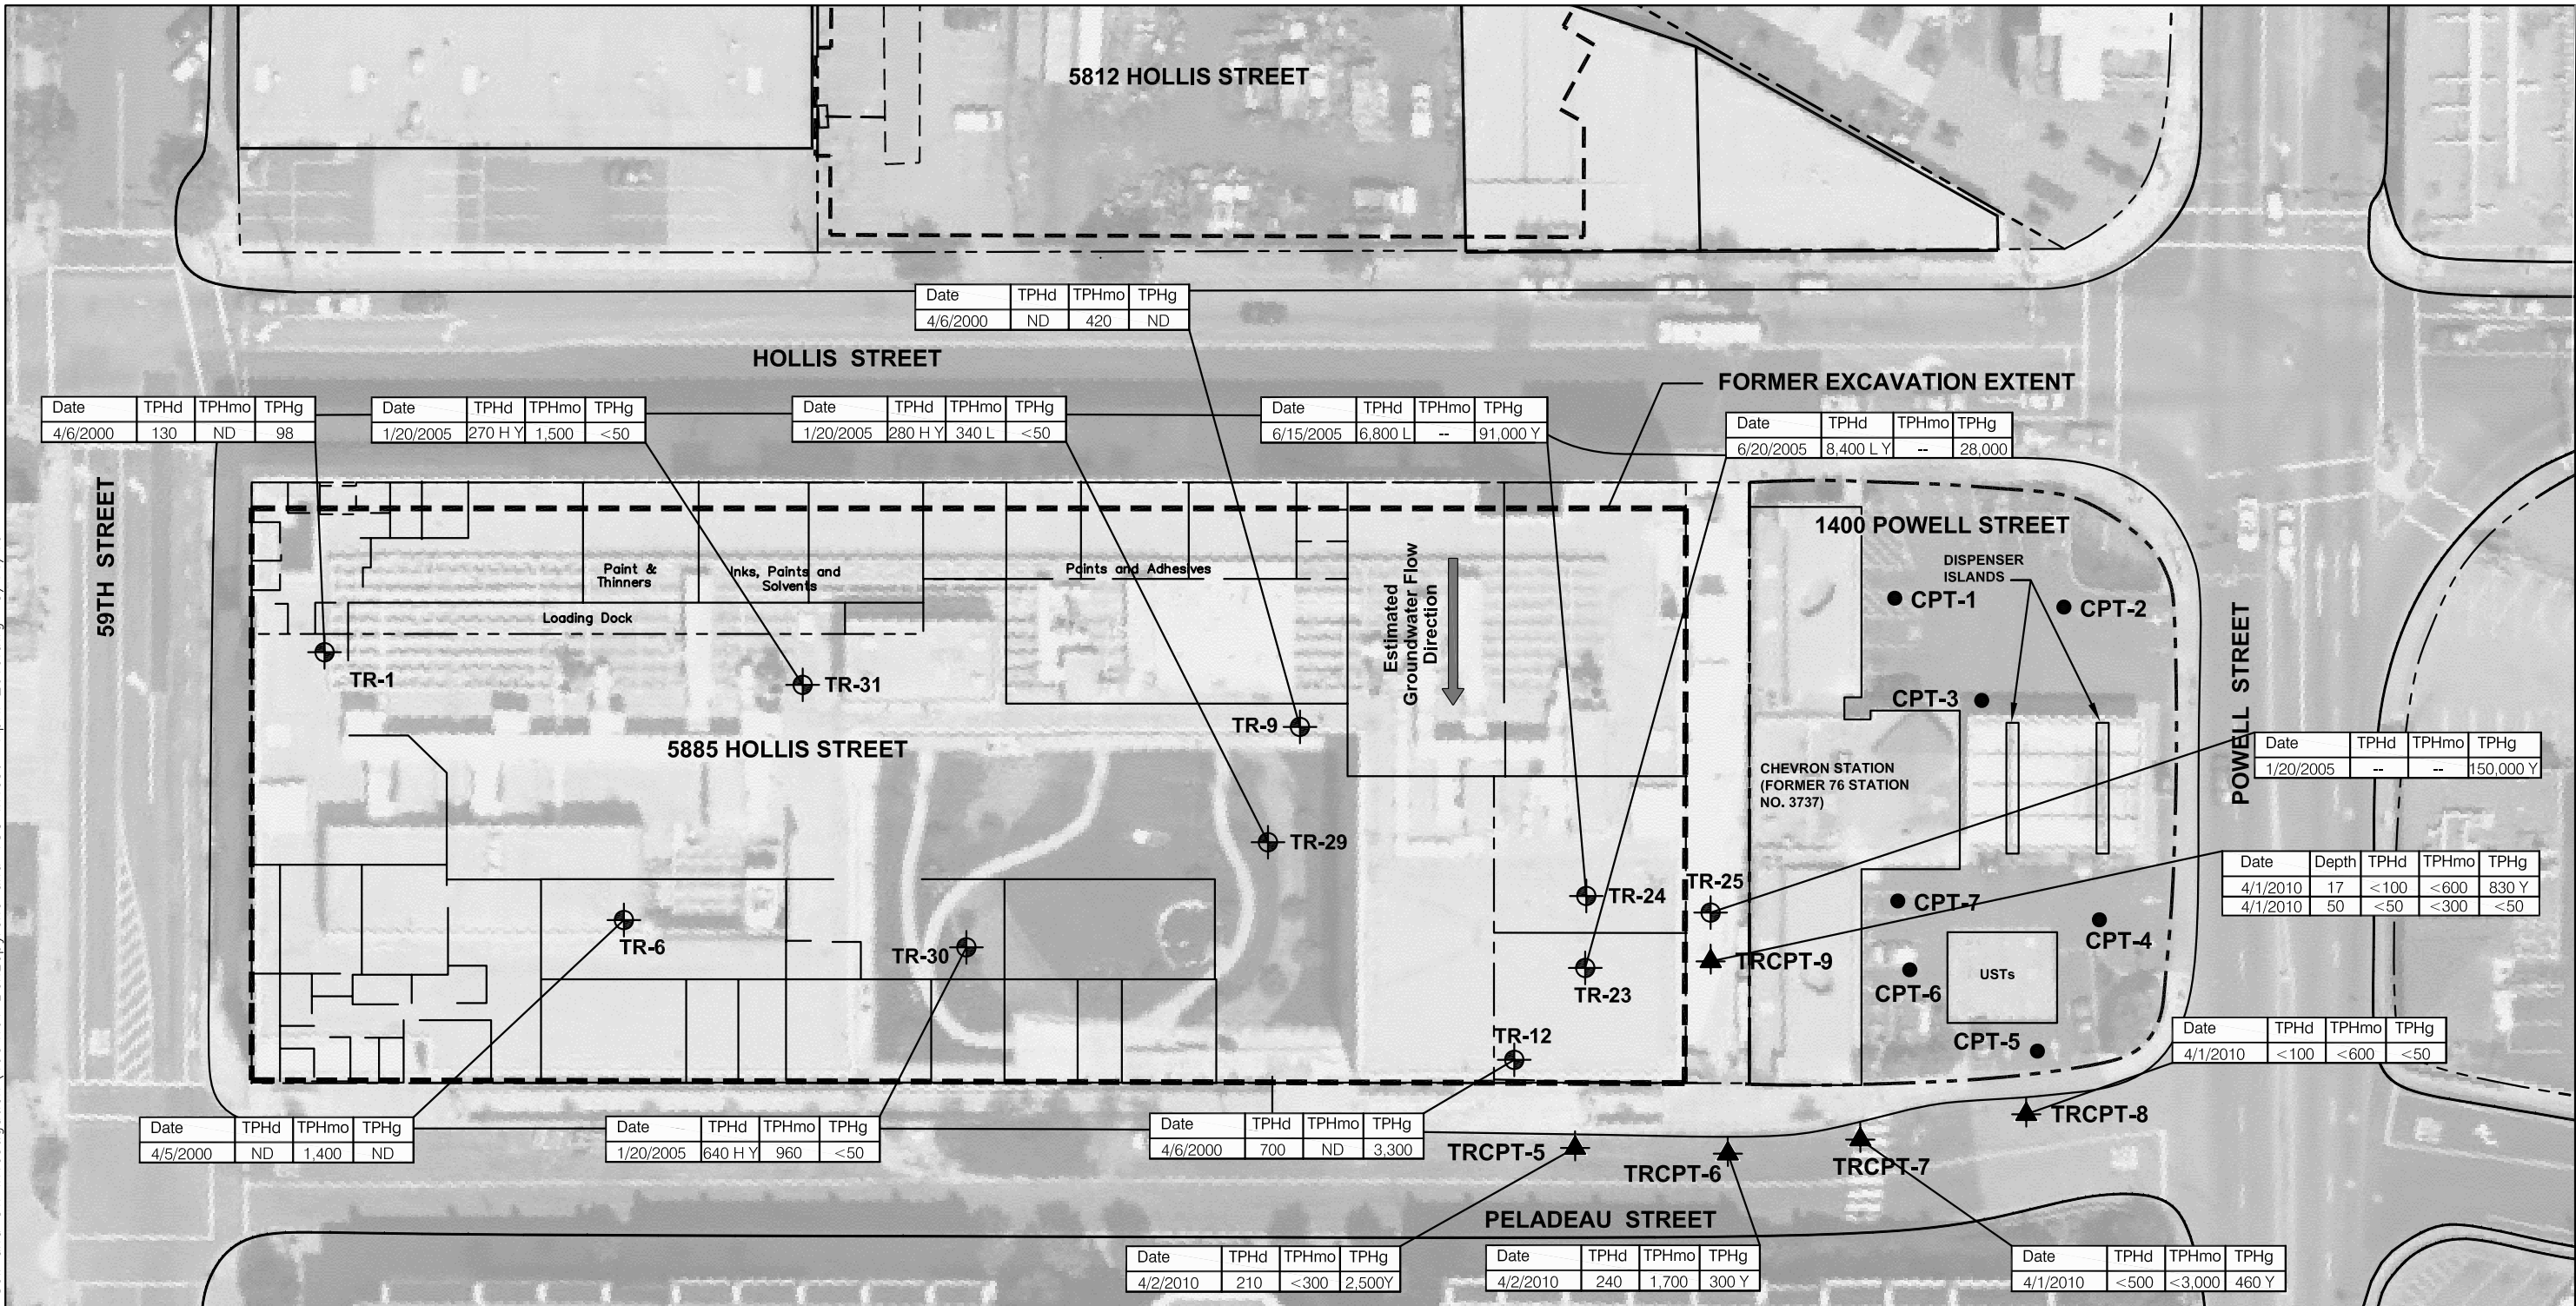 5812 HOLLIS STREET
Date TPHd TPHmo TPHg
4/6/2000 ND 420 ND
HOLLIS STREET
FORMER EXCAVATION EXTENT
Date TPHd TPHmo TPHg
4/6/2000 130 ND 98
Date TPHd TPHmo TPHg
1/20/2005 270 H Y 1,500 <50
Date TPHd TPHmo TPHg
1/20/2005 280 H Y 340 L <50
Date TPHd TPHmo TPHg
6/15/2005 6,800 L -- 91,000 Y
Date TPHd TPHmo TPHg
6/20/2005 8,400 L Y -- 28,000
59TH STREET
1400 POWELL STREET
Paint &
Thinners
Inks, Paints and
Solvents
Paints and Adhesives
Loading Dock
Estimated
Groundwater Flow
Direction
DISPENSER
ISLANDS
CPT-1
CPT-2
POWELL STREET
TR-1
TR-31
CPT-3
TR-9
5885 HOLLIS STREET
Date TPHd TPHmo TPHg
1/20/2005 -- -- 150,000 Y
CHEVRON STATION
(FORMER 76 STATION
NO. 3737)
TR-29
Date Depth TPHd TPHmo TPHg
4/1/2010 17 <100 <600 830 Y
4/1/2010 50 <50 <300 <50
TR-25
TR-24
CPT-7
CPT-4
TR-6
TR-30
TRCPT-9
USTs
TR-23
CPT-6
TR-12
CPT-5
Date TPHd TPHmo TPHg
4/1/2010 <100 <600 <50
TRCPT-8
Date TPHd TPHmo TPHg
4/5/2000 ND 1,400 ND
Date TPHd TPHmo TPHg
1/20/2005 640 H Y 960 <50
Date TPHd TPHmo TPHg
4/6/2000 700 ND 3,300
TRCPT-5
TRCPT-6
TRCPT-7
PELADEAU STREET
Date TPHd TPHmo TPHg
4/2/2010 210 <300 2,500Y
Date TPHd TPHmo TPHg
4/2/2010 240 1,700 300 Y
Date TPHd TPHmo TPHg
4/1/2010 <500 <3,000 460 Y